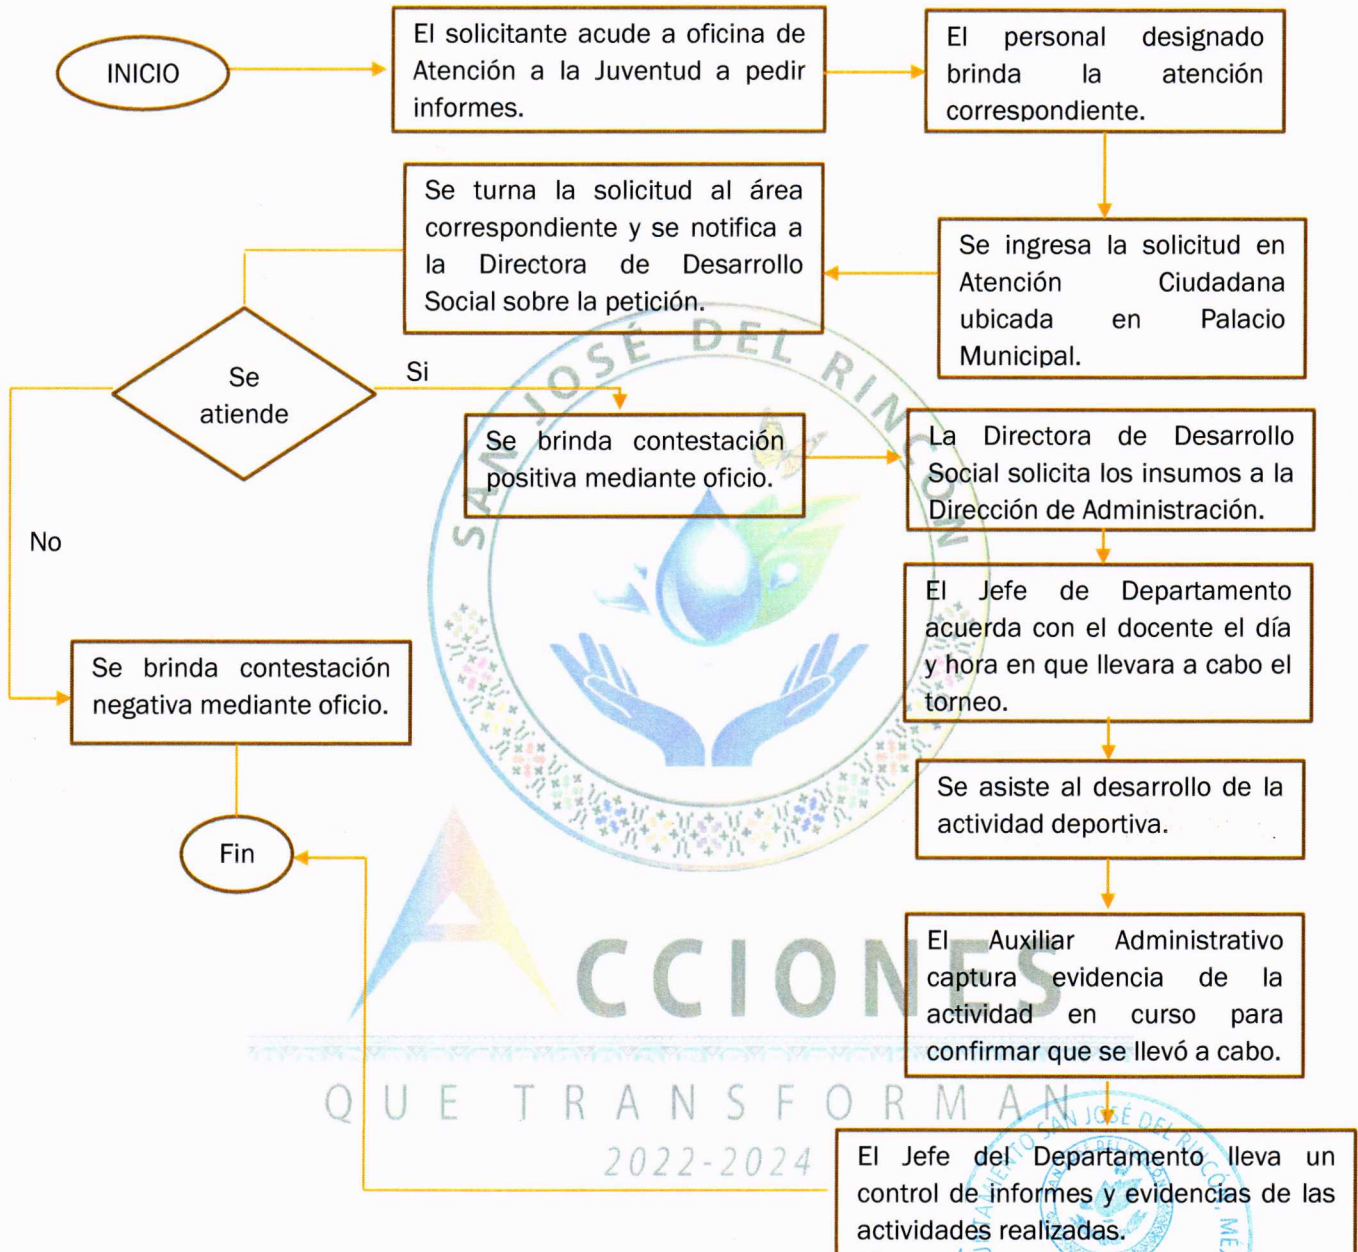 INICIO
El solicitante acude a oficina de
Atención a la Juventud a pedir
informes.
El personal designado
brinda la atención
correspondiente.
Se turna la solicitud al área
correspondiente y se notifica a
la Directora de Desarrollo
Social sobre la petición.
Se ingresa la solicitud en
Atención Ciudadana
ubicada en Palacio
Municipal.
Se
atiende
Si
No
Se brinda contestación
positiva mediante oficio.
La Directora de Desarrollo
Social solicita los insumos a la
Dirección de Administración.
El Jefe de Departamento
acuerda con el docente el día
y hora en que llevara a cabo el
torneo.
Se brinda contestación
negativa mediante oficio.
Se asiste al desarrollo de la
actividad deportiva.
Fin
El Auxiliar Administrativo
captura evidencia de la
actividad en curso para
confirmar que se llevó a cabo.
El Jefe del Departamento lleva un
control de informes y evidencias de las
actividades realizadas.
SAN JOSÉ DEL RINCÓN
ACCIONES
QUE TRANSFORMAN
2022-2024
SAN JOSÉ DEL RINCÓN, MÉ